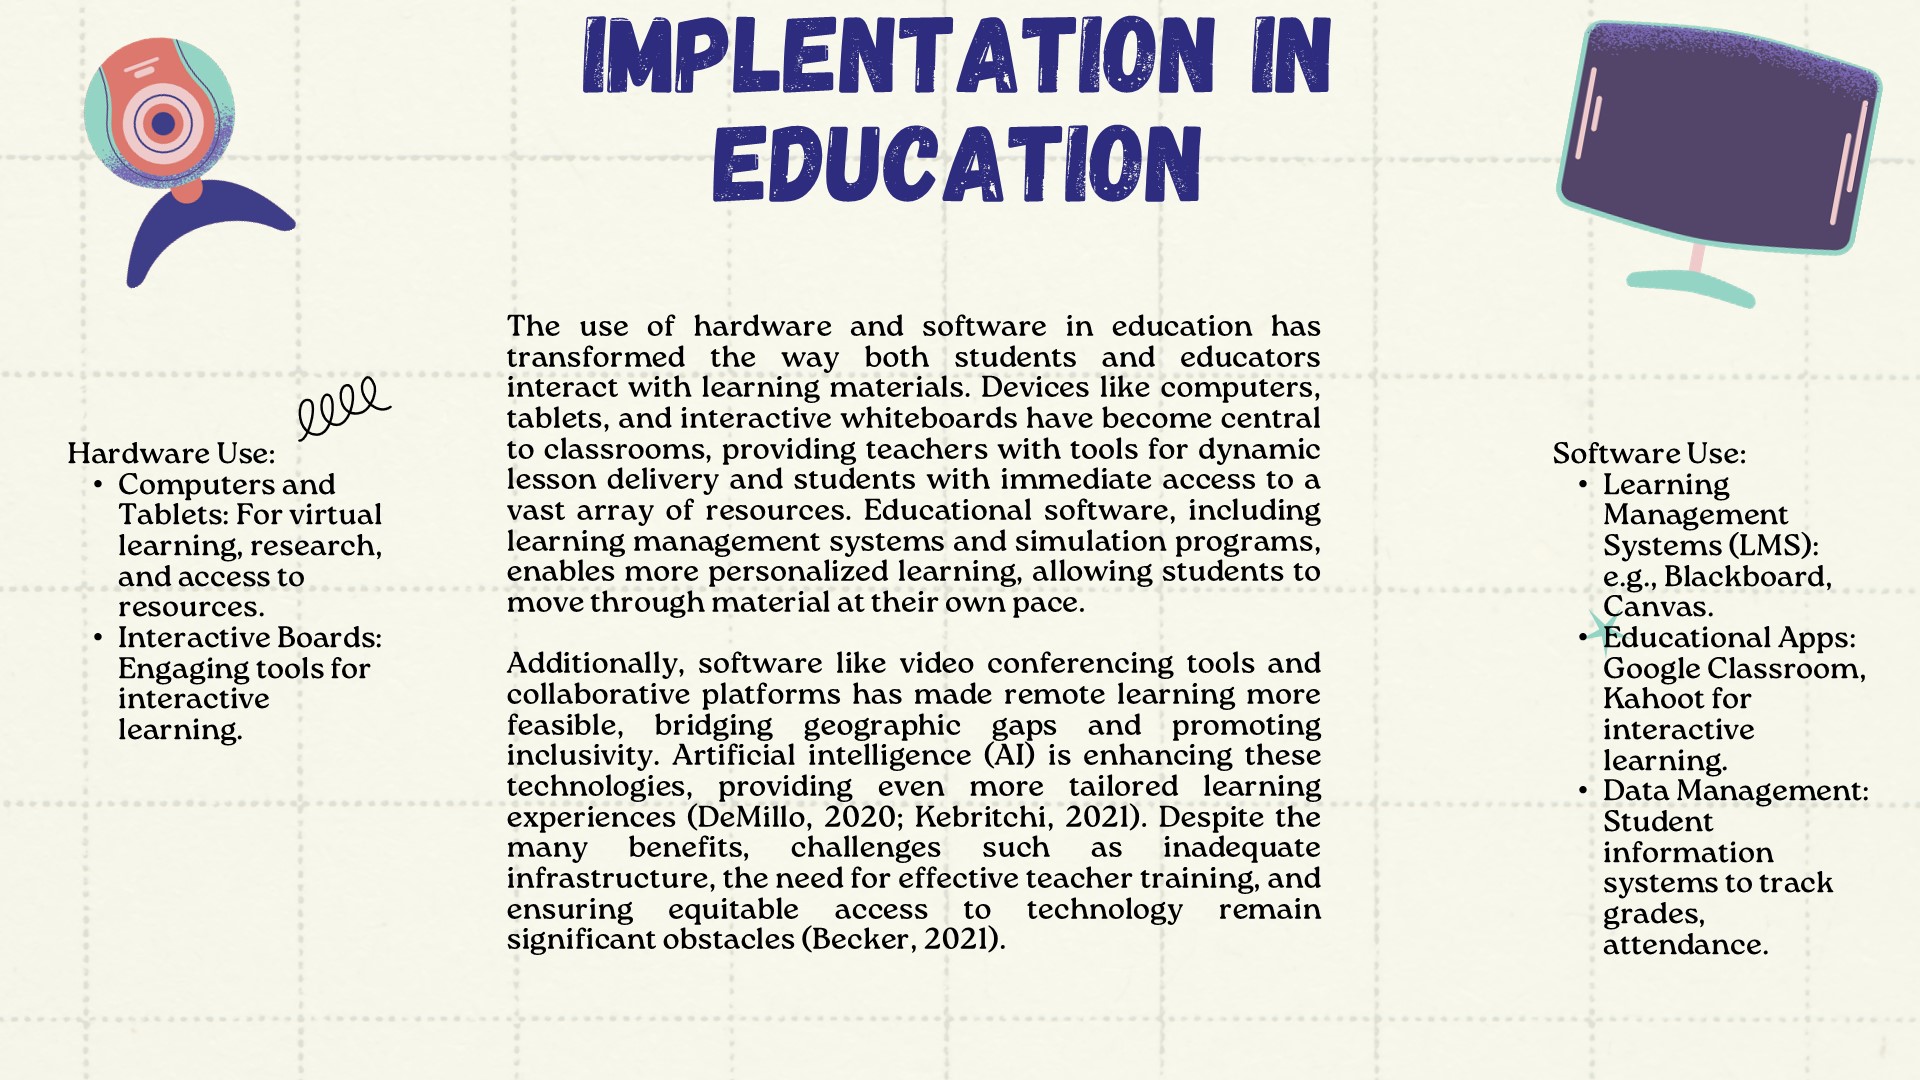 IMPLENTATION IN
EDUCATION
Hardware Use:
• Computers and
Tablets: For virtual
learning, research,
and access to
resources.
• Interactive Boards:
Engaging tools for
interactive
learning.
The use of hardware and software in education has
transformed the way both students and educators
interact with learning materials. Devices like computers,
tablets, and interactive whiteboards have become central
to classrooms, providing teachers with tools for dynamic
lesson delivery and students with immediate access to a
vast array of resources. Educational software, including
learning management systems and simulation programs,
enables more personalized learning, allowing students to
move through material at their own pace.
Additionally, software like video conferencing tools and
collaborative platforms has made remote learning more
feasible, bridging geographic gaps and promoting
inclusivity. Artificial intelligence (AI) is enhancing these
technologies, providing even more tailored learning
experiences (DeMillo, 2020; Kebritchi, 2021). Despite the
many benefits, challenges such as inadequate
infrastructure, the need for effective teacher training, and
ensuring equitable access to technology remain
significant obstacles (Becker, 2021).
Software Use:
• Learning
Management
Systems (LMS):
e.g., Blackboard,
Canvas.
• Educational Apps:
Google Classroom,
Kahoot for
interactive
learning.
• Data Management:
Student
information
systems to track
grades,
attendance.